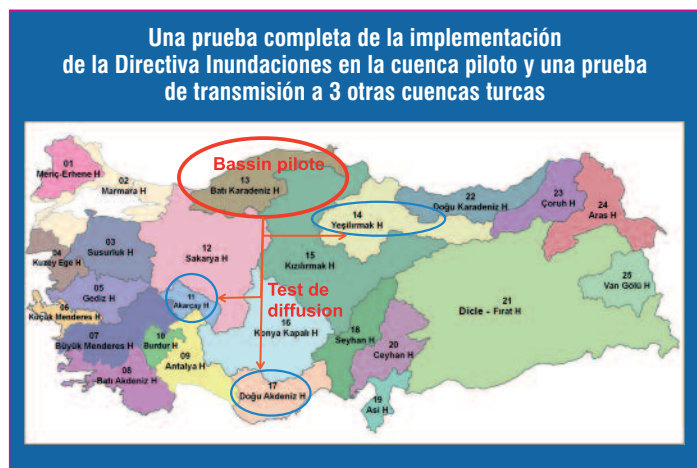 Una prueba completa de la implementación
de la Directiva Inundaciones en la cuenca piloto y una prueba
de transmisión a 3 otras cuencas turcas
01
Meriç-Erhene H
02
Marmara H
13
Batı Karadeniz H
Bassin pilote
14
Yeşilırmak H
22
Doğu Karadeniz H
23
Çoruh H
24
Aras H
04
Kuzey Ege H
03
Susurluk H
12
Sakarya H
15
Kızılırmak H
25
Van Gölü H
05
Gediz H
11
Akarçay H
Test de
diffusion
21
Dicle - Fırat H
06
Küçük Menderes H
16
Konya Kapalı H
07
Büyük Menderes H
10
Burdur H
09
Antalya H
18
Seyhan H
20
Ceyhan H
08
Batı Akdeniz H
17
Doğu Akdeniz H
19
Asi H